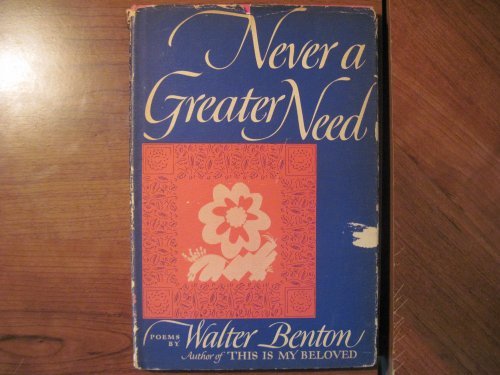 Never a
Greater Need
POEMS BY Walter Benton
Author of THIS IS MY BELOVED